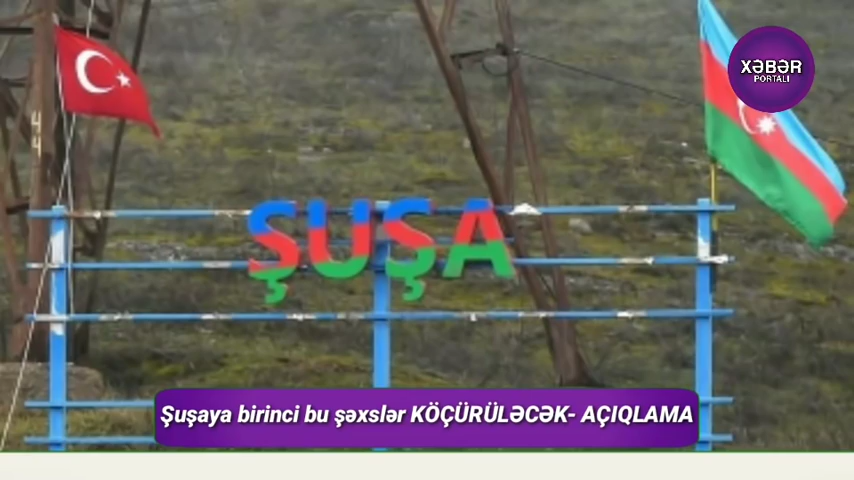 XƏBƏR
PORTALI
ŞUŞA
Şuşaya birinci bu şəxslər KÖÇÜRÜLƏCƏK- AÇIQLAMA